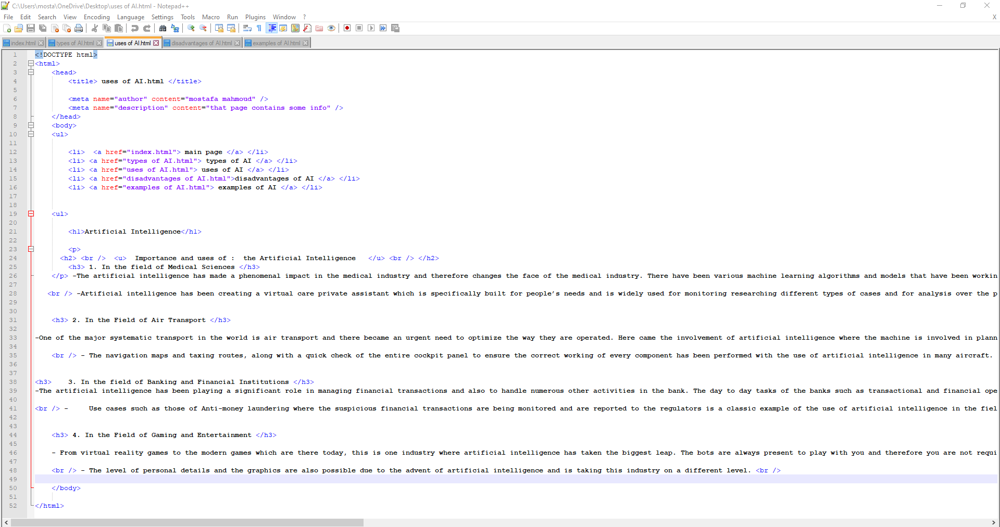 C:\Users\mosta\OneDrive\Desktop\uses of AI.html - Notepad++
File Edit Search View Encoding Language Settings Tools Macro Run Plugins Window ? X
index.html types of AI.html uses of AI.html disadvantages of AI.html examples of AI.html
1 <!DOCTYPE html>
2 <html>
3 <head>
4 <title> uses of AI.html </title>
5
6 <meta name="author" content="mostafa mahmoud" />
7 <meta name="description" content="that page contains some info" />
8 </head>
9 <body>
10 <ul>
11
12 <li>  <a href="index.html"> main page </a> </li>
13 <li> <a href="types of AI.html"> types of AI </a> </li>
14 <li> <a href="uses of AI.html"> uses of AI </a> </li>
15 <li> <a href="disadvantages of AI.html">disadvantages of AI </a> </li>
16 <li> <a href="examples of AI.html"> examples of AI </a> </li>
17
18
19 <ul>
20
21 <h1>Artificial Intelligence</h1>
22
23 <p>
24 <h2> <br />  <u>  Importance and uses of :  the Artificial Intelligence   </u> <br /> </h2>
25 <h3> 1. In the field of Medical Sciences </h3>
26 </p> -The artificial intelligence has made a phenomenal impact in the medical industry and therefore changes the face of the medical industry. There have been various machine learning algorithms and models that have been workin
27
28 <br /> -Artificial intelligence has been creating a virtual care private assistant which is specifically built for people's needs and is widely used for monitoring researching different types of cases and for analysis over the p
29
30
31 <h3> 2. In the Field of Air Transport </h3>
32
33 -One of the major systematic transport in the world is air transport and there became an urgent need to optimize the way they are operated. Here came the involvement of artificial intelligence where the machine is involved in plann
34
35 <br /> - The navigation maps and taxing routes, along with a quick check of the entire cockpit panel to ensure the correct working of every component has been performed with the use of artificial intelligence in many aircraft.
36
37
38 <h3>    3. In the field of Banking and Financial Institutions </h3>
39 -The artificial intelligence has been playing a significant role in managing financial transactions and also to handle numerous other activities in the bank. The day to day tasks of the banks such as transactional and financial ope
40
41 <br /> -     Use cases such as those of Anti-money laundering where the suspicious financial transactions are being monitored and are reported to the regulators is a classic example of the use of artificial intelligence in the fiel
42
43
44 <h3> 4. In the Field of Gaming and Entertainment </h3>
45
46 - From virtual reality games to the modern games which are there today, this is one industry where artificial intelligence has taken the biggest leap. The bots are always present to play with you and therefore you are not requi
47
48 <br /> - The level of personal details and the graphics are also possible due to the advent of artificial intelligence and is taking this industry on a different level. <br />
49
50 </body>
51
52 </html>